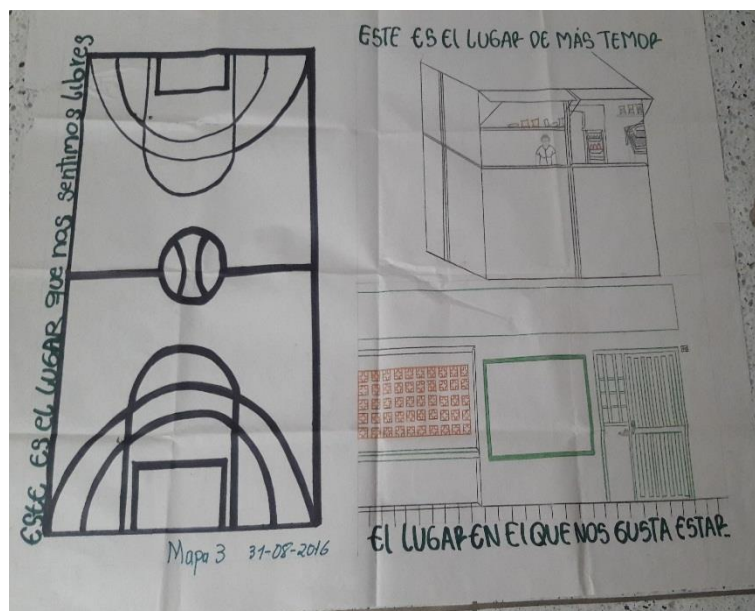 ESTE ES EL LUGAR que nos sentimos Libres
ESTE ES El LUGAR DE MÁS TEMOR
El LUGAR EN El QUE NOS GUSTA ESTAR
Mapa 3 31-08-2016